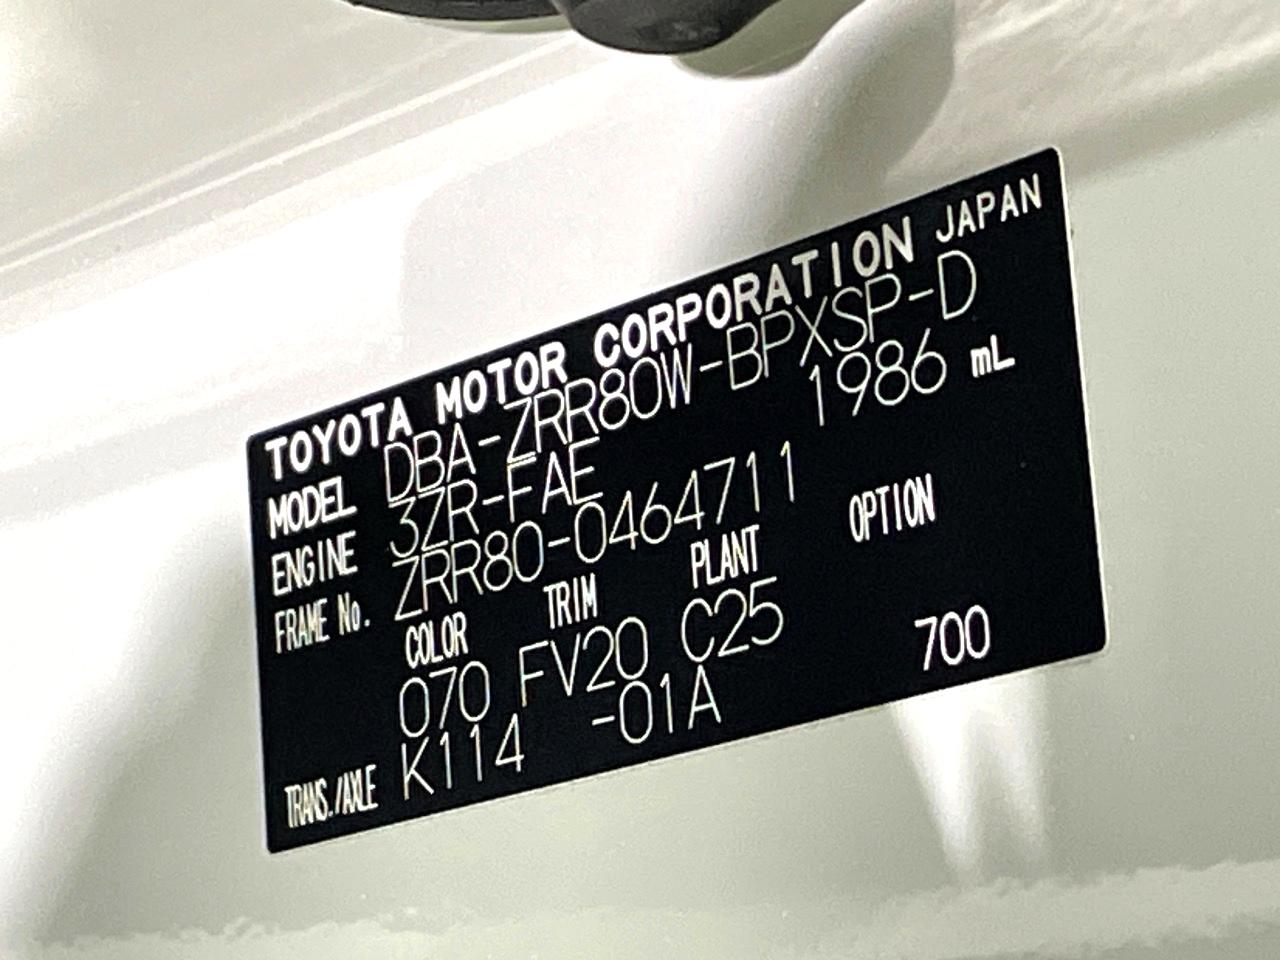 TOYOTA MOTOR CORPORATION JAPAN
MODEL DBA-ZRR80W-BPXSP-D
ENGINE 3ZR-FAE 1986 mL
FRAME No. ZRR80-0464711
COLOR TRIM PLANT OPTION
070 FV20 C25
TRANS./AXLE K114 -01A 700